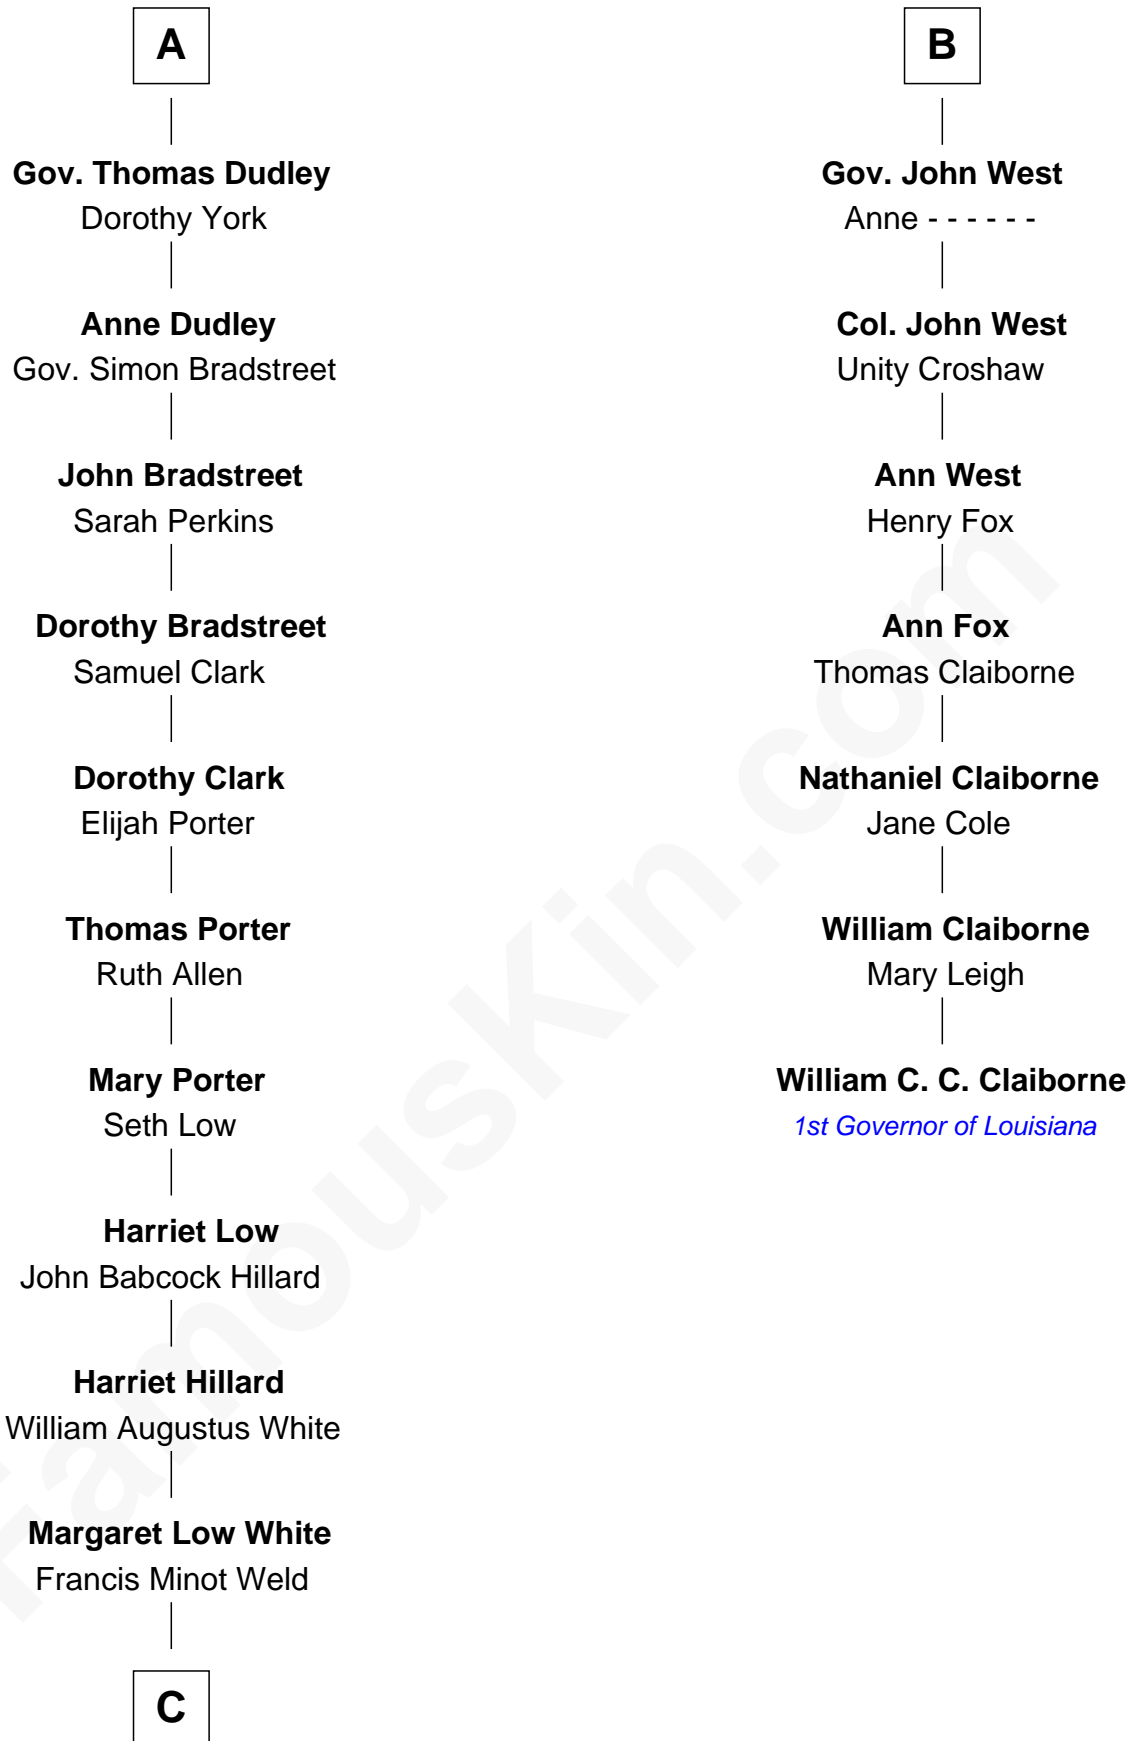 A
Gov. Thomas Dudley
Dorothy York
Anne Dudley
Gov. Simon Bradstreet
John Bradstreet
Sarah Perkins
Dorothy Bradstreet
Samuel Clark
Dorothy Clark
Elijah Porter
Thomas Porter
Ruth Allen
Mary Porter
Seth Low
Harriet Low
John Babcock Hillard
Harriet Hillard
William Augustus White
Margaret Low White
Francis Minot Weld
C
B
Gov. John West
Anne - - - - - -
Col. John West
Unity Croshaw
Ann West
Henry Fox
Ann Fox
Thomas Claiborne
Nathaniel Claiborne
Jane Cole
William Claiborne
Mary Leigh
William C. C. Claiborne
1st Governor of Louisiana
FamousKin.com